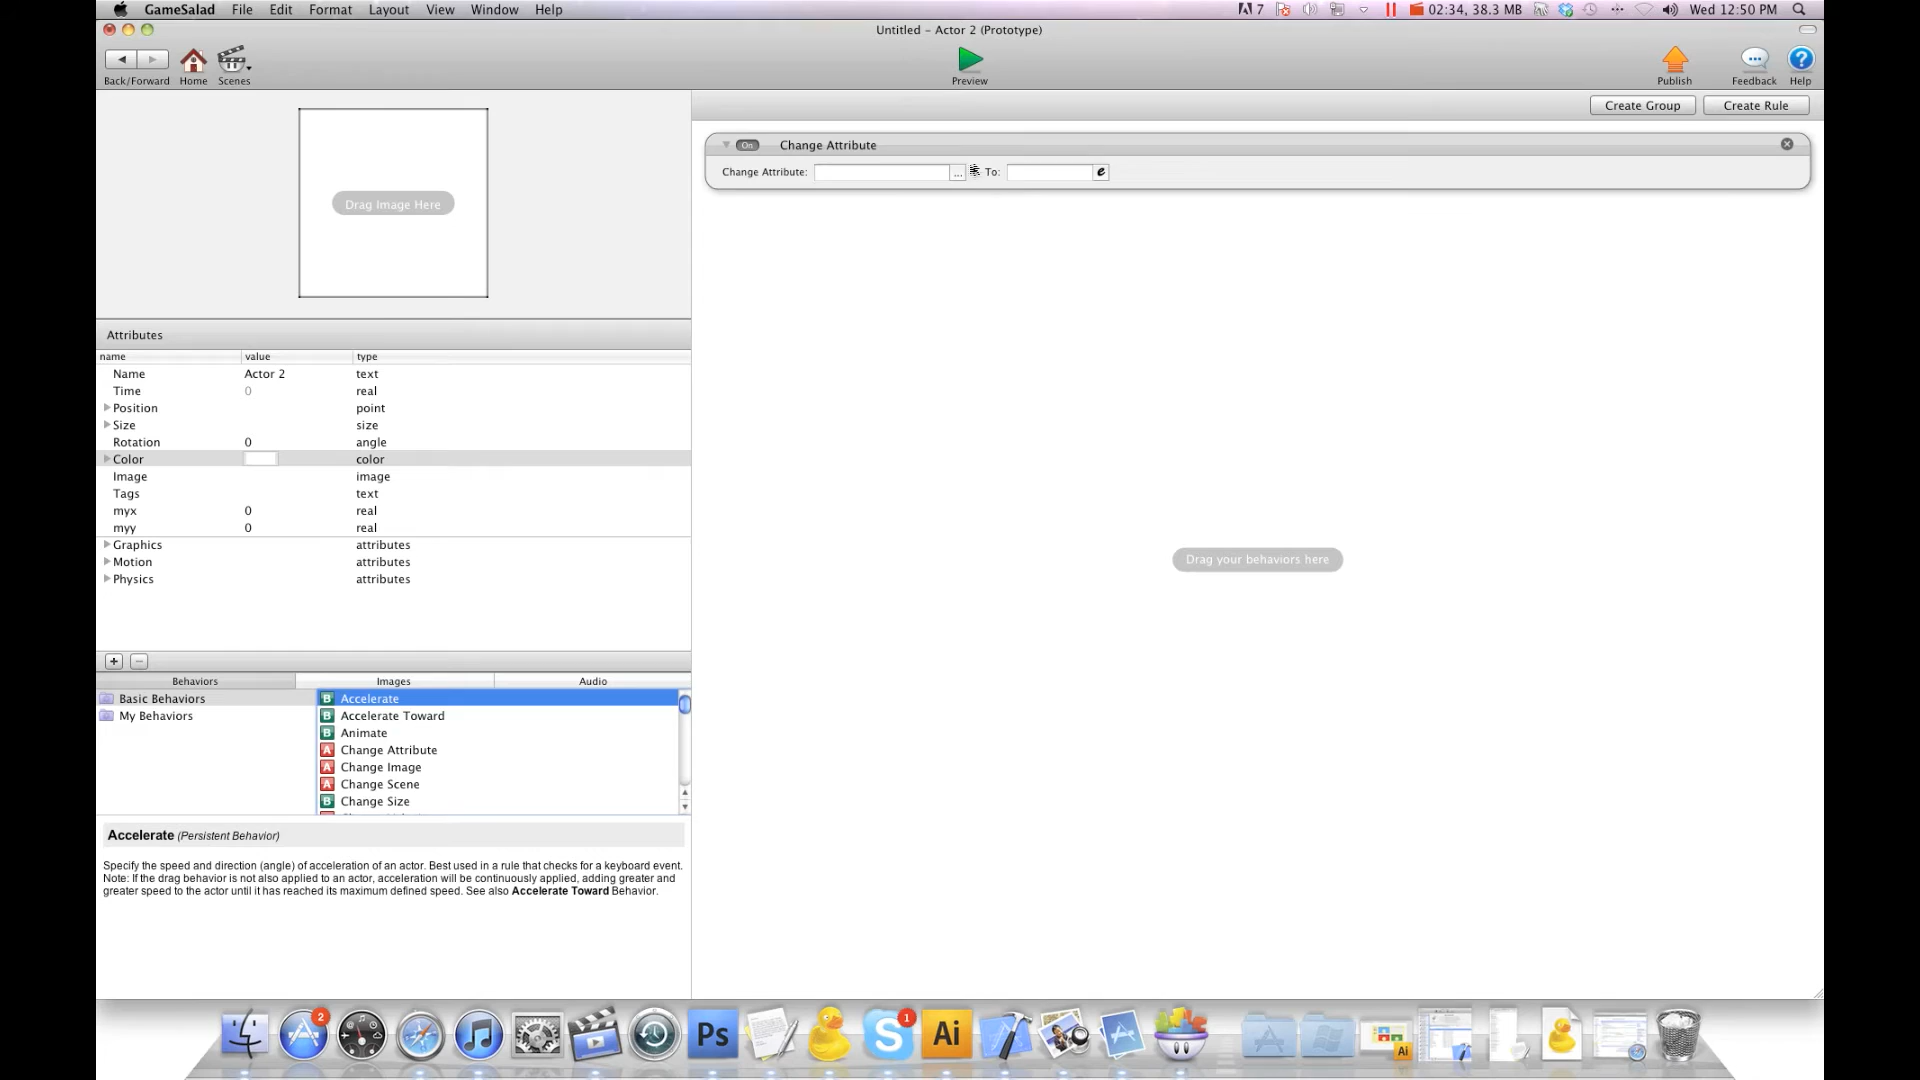 GameSalad File Edit Format Layout View Window Help
7 02:34, 38.3 MB Wed 12:50 PM
Untitled – Actor 2 (Prototype)
Back/Forward Home Scenes Preview Publish Feedback Help
Create Group Create Rule
Drag Image Here
On Change Attribute
Change Attribute: ... To: e
Drag your behaviors here
Attributes
name value type
Name Actor 2 text
Time 0 real
Position point
Size size
Rotation 0 angle
Color color
Image image
Tags text
myx 0 real
myy 0 real
Graphics attributes
Motion attributes
Physics attributes
+ −
Behaviors Images Audio
Basic Behaviors
My Behaviors
B Accelerate
B Accelerate Toward
B Animate
A Change Attribute
A Change Image
A Change Scene
B Change Size
Accelerate (Persistent Behavior)
Specify the speed and direction (angle) of acceleration of an actor. Best used in a rule that checks for a keyboard event.
Note: If the drag behavior is not also applied to an actor, acceleration will be continuously applied, adding greater and
greater speed to the actor until it has reached its maximum defined speed. See also Accelerate Toward Behavior.
2 Ps S 1 Ai Ai